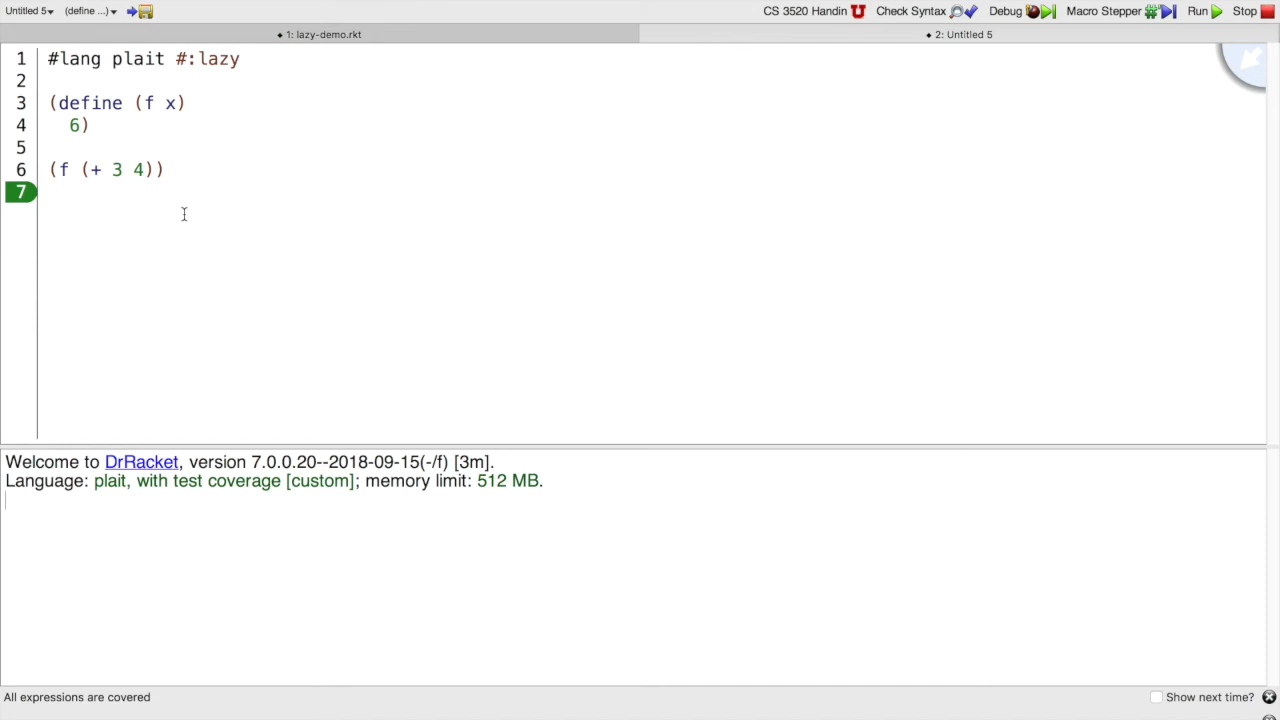 Untitled 5 (define ...) CS 3520 Handin Check Syntax Debug Macro Stepper Run Stop
1: lazy-demo.rkt 2: Untitled 5
1 #lang plait #:lazy
2
3 (define (f x)
4 6)
5
6 (f (+ 3 4))
7
Welcome to DrRacket, version 7.0.0.20--2018-09-15(-/f) [3m].
Language: plait, with test coverage [custom]; memory limit: 512 MB.
All expressions are covered Show next time?